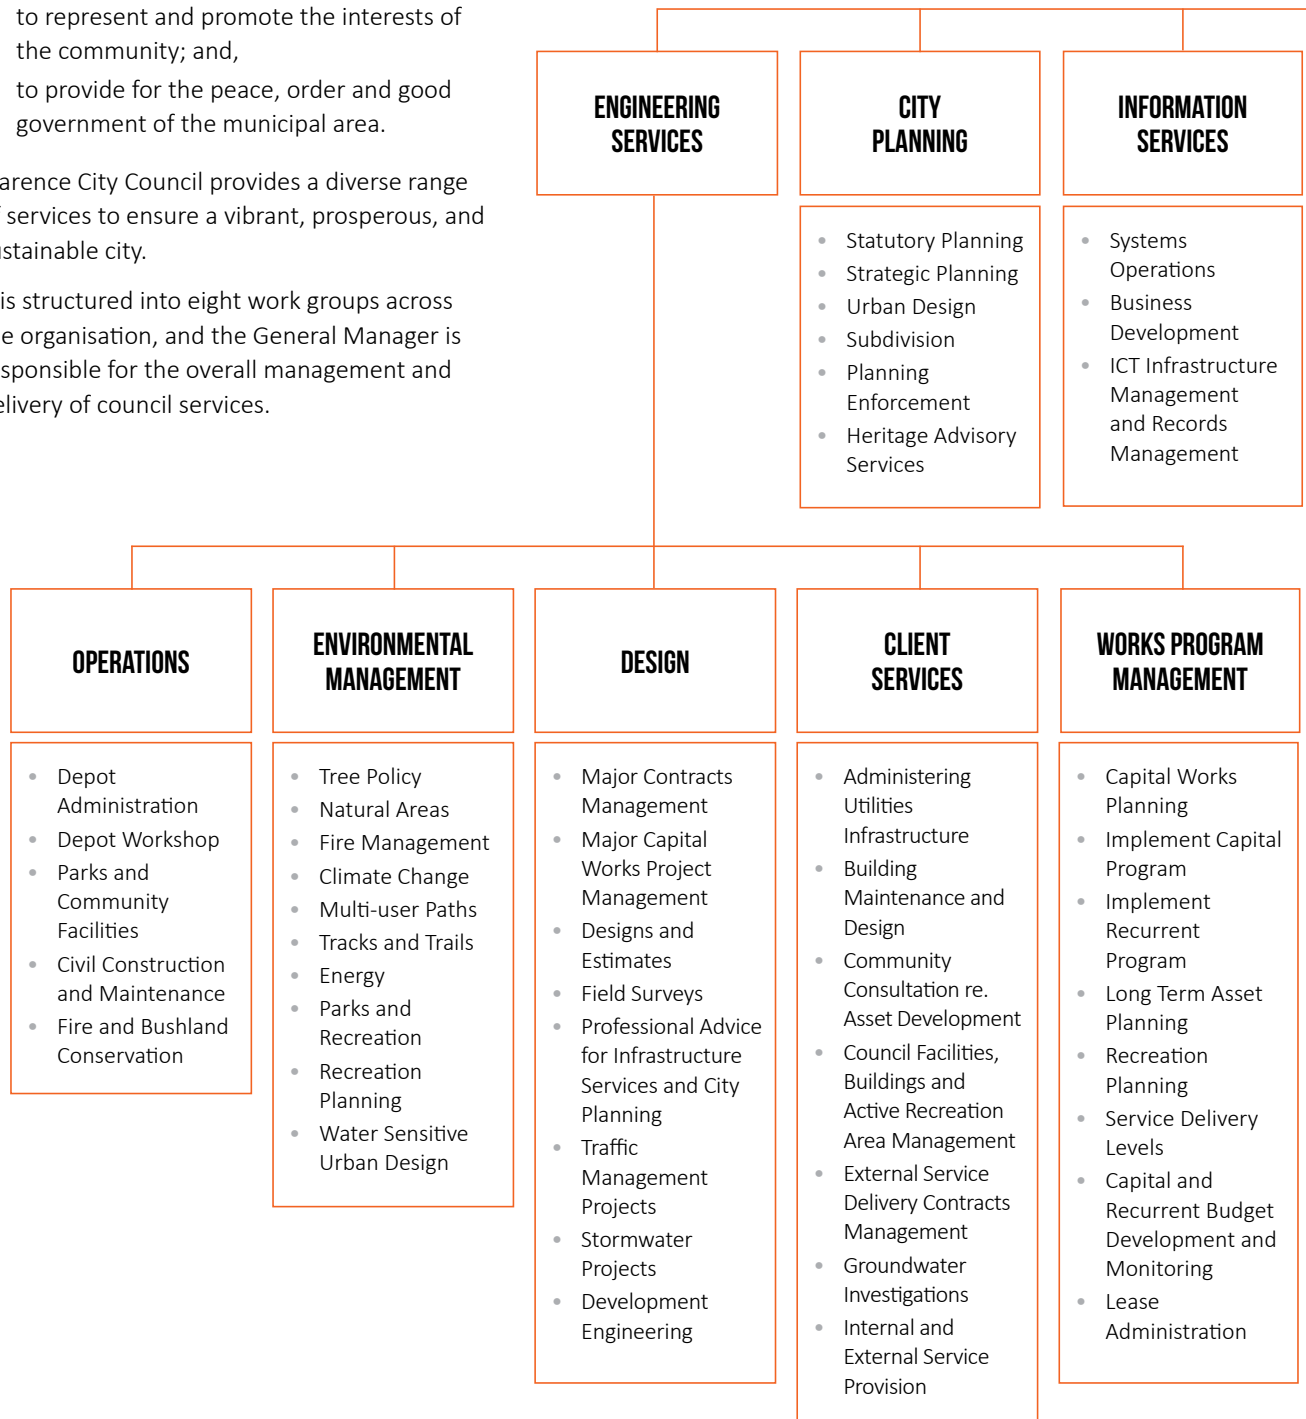 to represent and promote the interests of
the community; and,
to provide for the peace, order and good
government of the municipal area.
arence City Council provides a diverse range
services to ensure a vibrant, prosperous, and
ustainable city.
is structured into eight work groups across
e organisation, and the General Manager is
sponsible for the overall management and
elivery of council services.
ENGINEERING
SERVICES
CITY
PLANNING
• Statutory Planning
• Strategic Planning
• Urban Design
• Subdivision
• Planning
Enforcement
• Heritage Advisory
Services
INFORMATION
SERVICES
• Systems
Operations
• Business
Development
• ICT Infrastructure
Management
and Records
Management
OPERATIONS
• Depot
Administration
• Depot Workshop
• Parks and
Community
Facilities
• Civil Construction
and Maintenance
• Fire and Bushland
Conservation
ENVIRONMENTAL
MANAGEMENT
• Tree Policy
• Natural Areas
• Fire Management
• Climate Change
• Multi-user Paths
• Tracks and Trails
• Energy
• Parks and
Recreation
• Recreation
Planning
• Water Sensitive
Urban Design
DESIGN
• Major Contracts
Management
• Major Capital
Works Project
Management
• Designs and
Estimates
• Field Surveys
• Professional Advice
for Infrastructure
Services and City
Planning
• Traffic
Management
Projects
• Stormwater
Projects
• Development
Engineering
CLIENT
SERVICES
• Administering
Utilities
Infrastructure
• Building
Maintenance and
Design
• Community
Consultation re.
Asset Development
• Council Facilities,
Buildings and
Active Recreation
Area Management
• External Service
Delivery Contracts
Management
• Groundwater
Investigations
• Internal and
External Service
Provision
WORKS PROGRAM
MANAGEMENT
• Capital Works
Planning
• Implement Capital
Program
• Implement
Recurrent
Program
• Long Term Asset
Planning
• Recreation
Planning
• Service Delivery
Levels
• Capital and
Recurrent Budget
Development and
Monitoring
• Lease
Administration